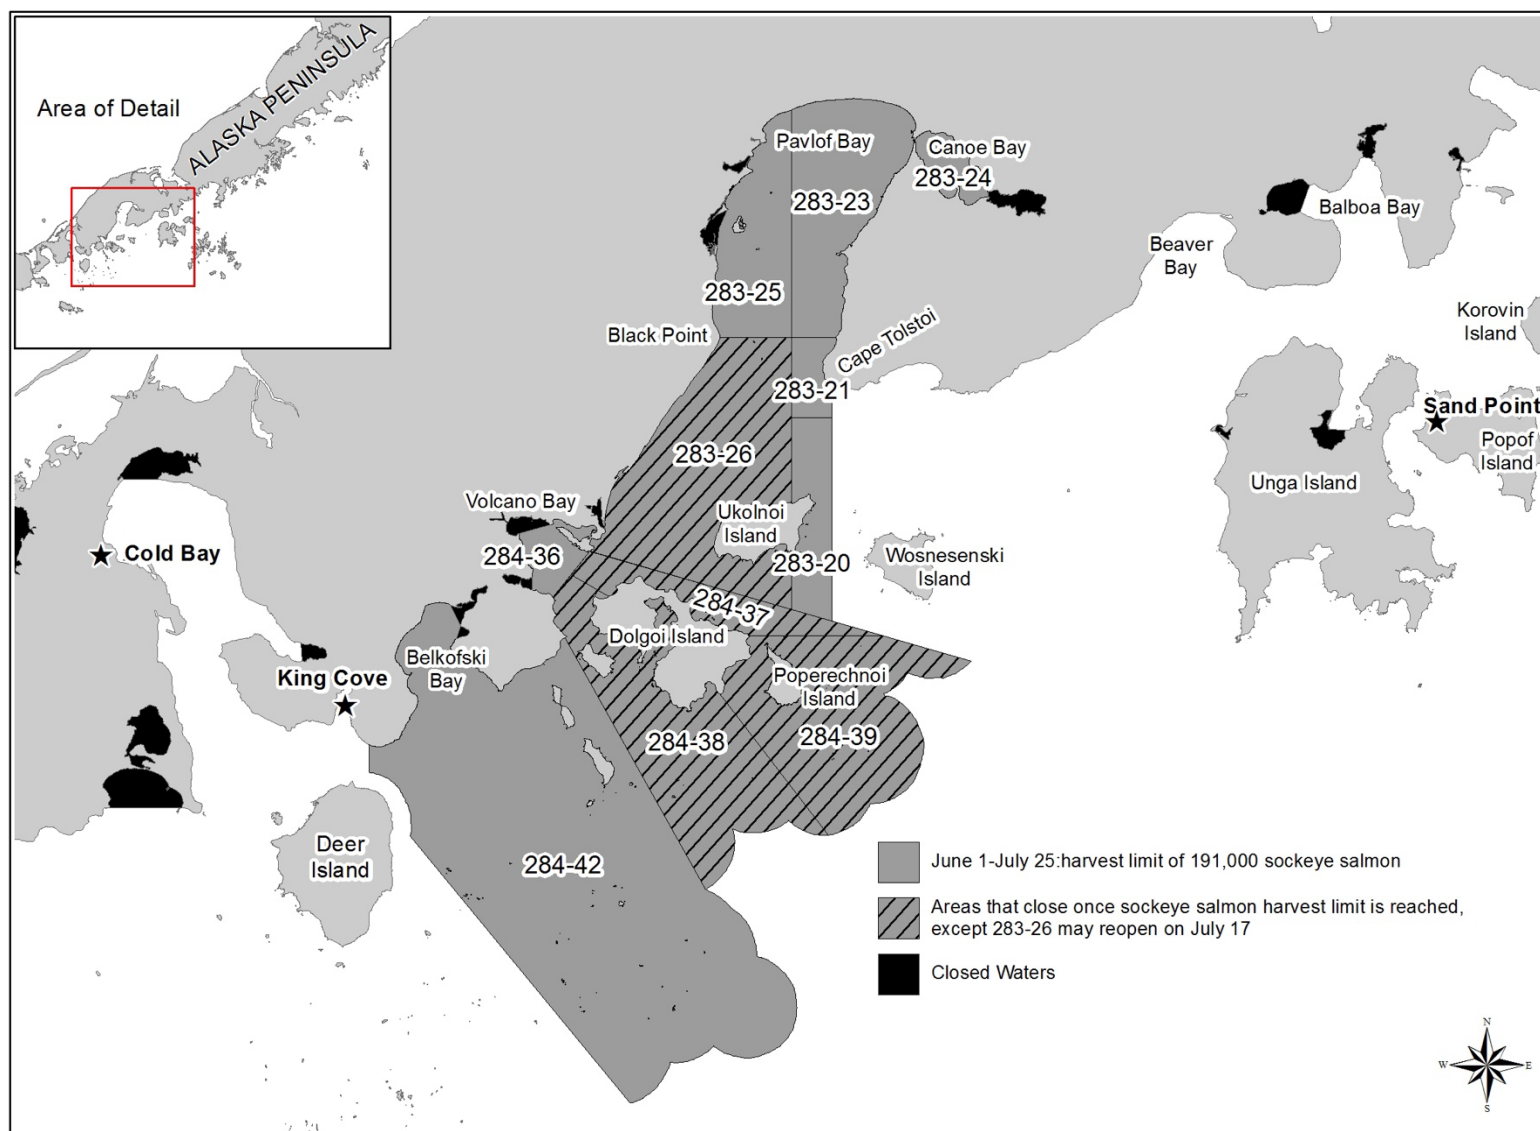 Area of Detail
ALASKA PENINSULA
Pavlof Bay
Canoe Bay
283-24
283-23
Balboa Bay
Beaver
Bay
283-25
Korovin
Island
Black Point
Cape Tolstoi
283-21
Sand Point
Popof
Island
283-26
Unga Island
Volcano Bay
Ukolnoi
Island
Cold Bay
284-36
283-20
Wosnesenski
Island
284-37
Dolgoi Island
Belkofski
Bay
King Cove
Poperechnoi
Island
284-38
284-39
Deer
Island
284-42
June 1-July 25:harvest limit of 191,000 sockeye salmon
Areas that close once sockeye salmon harvest limit is reached,
except 283-26 may reopen on July 17
Closed Waters
N
W
E
S